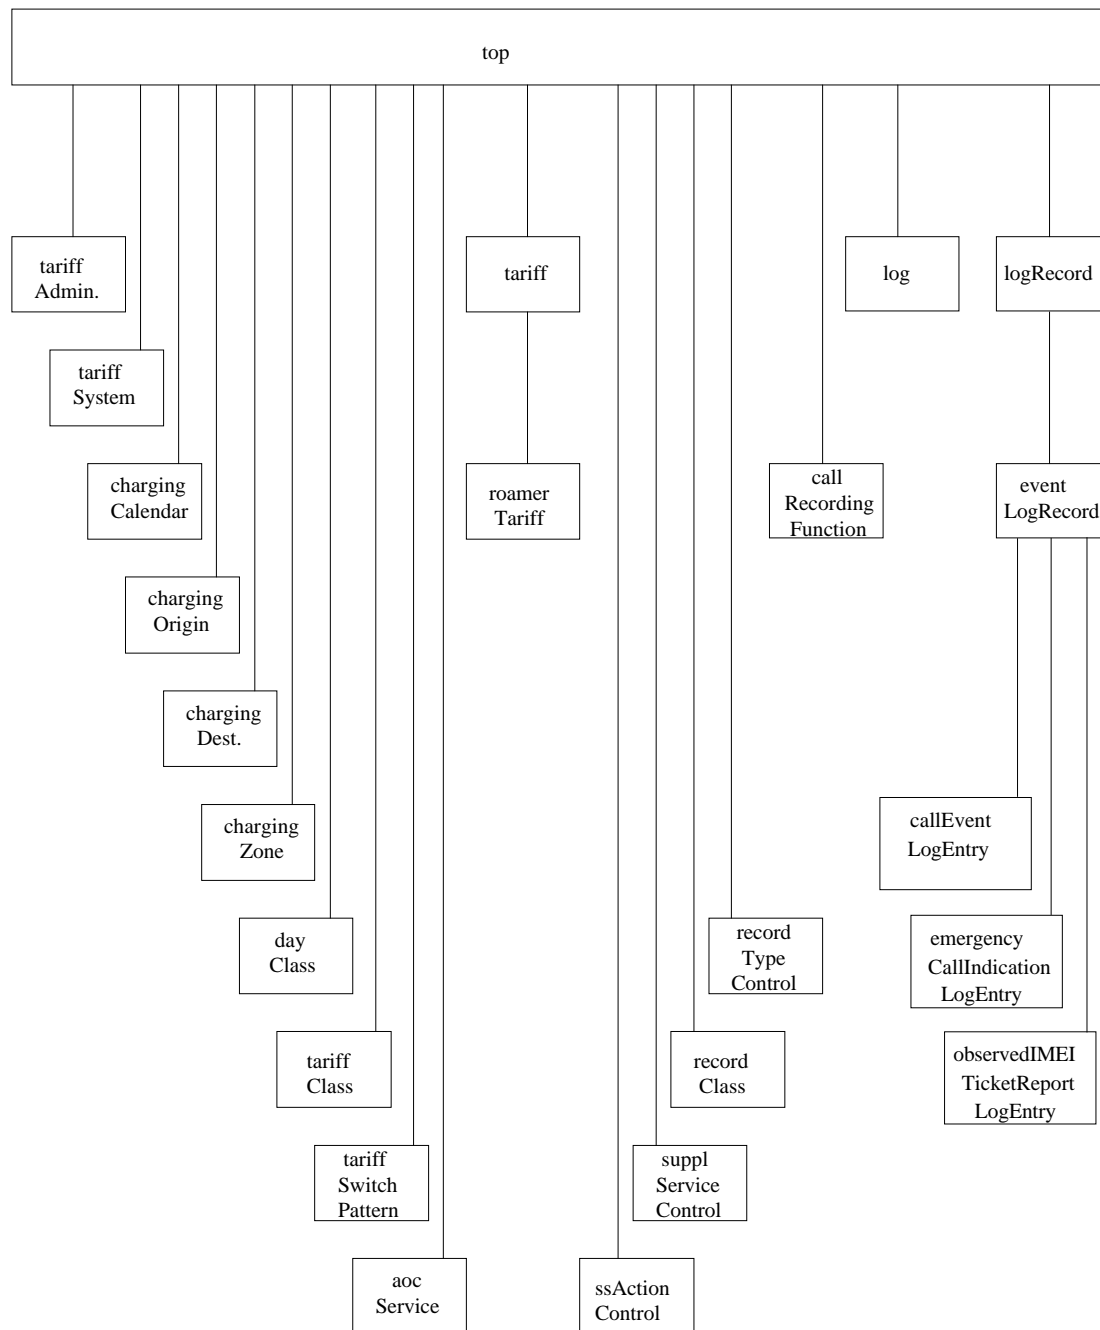 top
tariff
Admin.
tariff
log
logRecord
tariff
System
charging
Calendar
roamer
Tariff
call
Recording
Function
event
LogRecord
charging
Origin
charging
Dest.
charging
Zone
callEvent
LogEntry
day
Class
record
Type
Control
emergency
CallIndication
LogEntry
tariff
Class
record
Class
observedIMEI
TicketReport
LogEntry
tariff
Switch
Pattern
suppl
Service
Control
aoc
Service
ssAction
Control